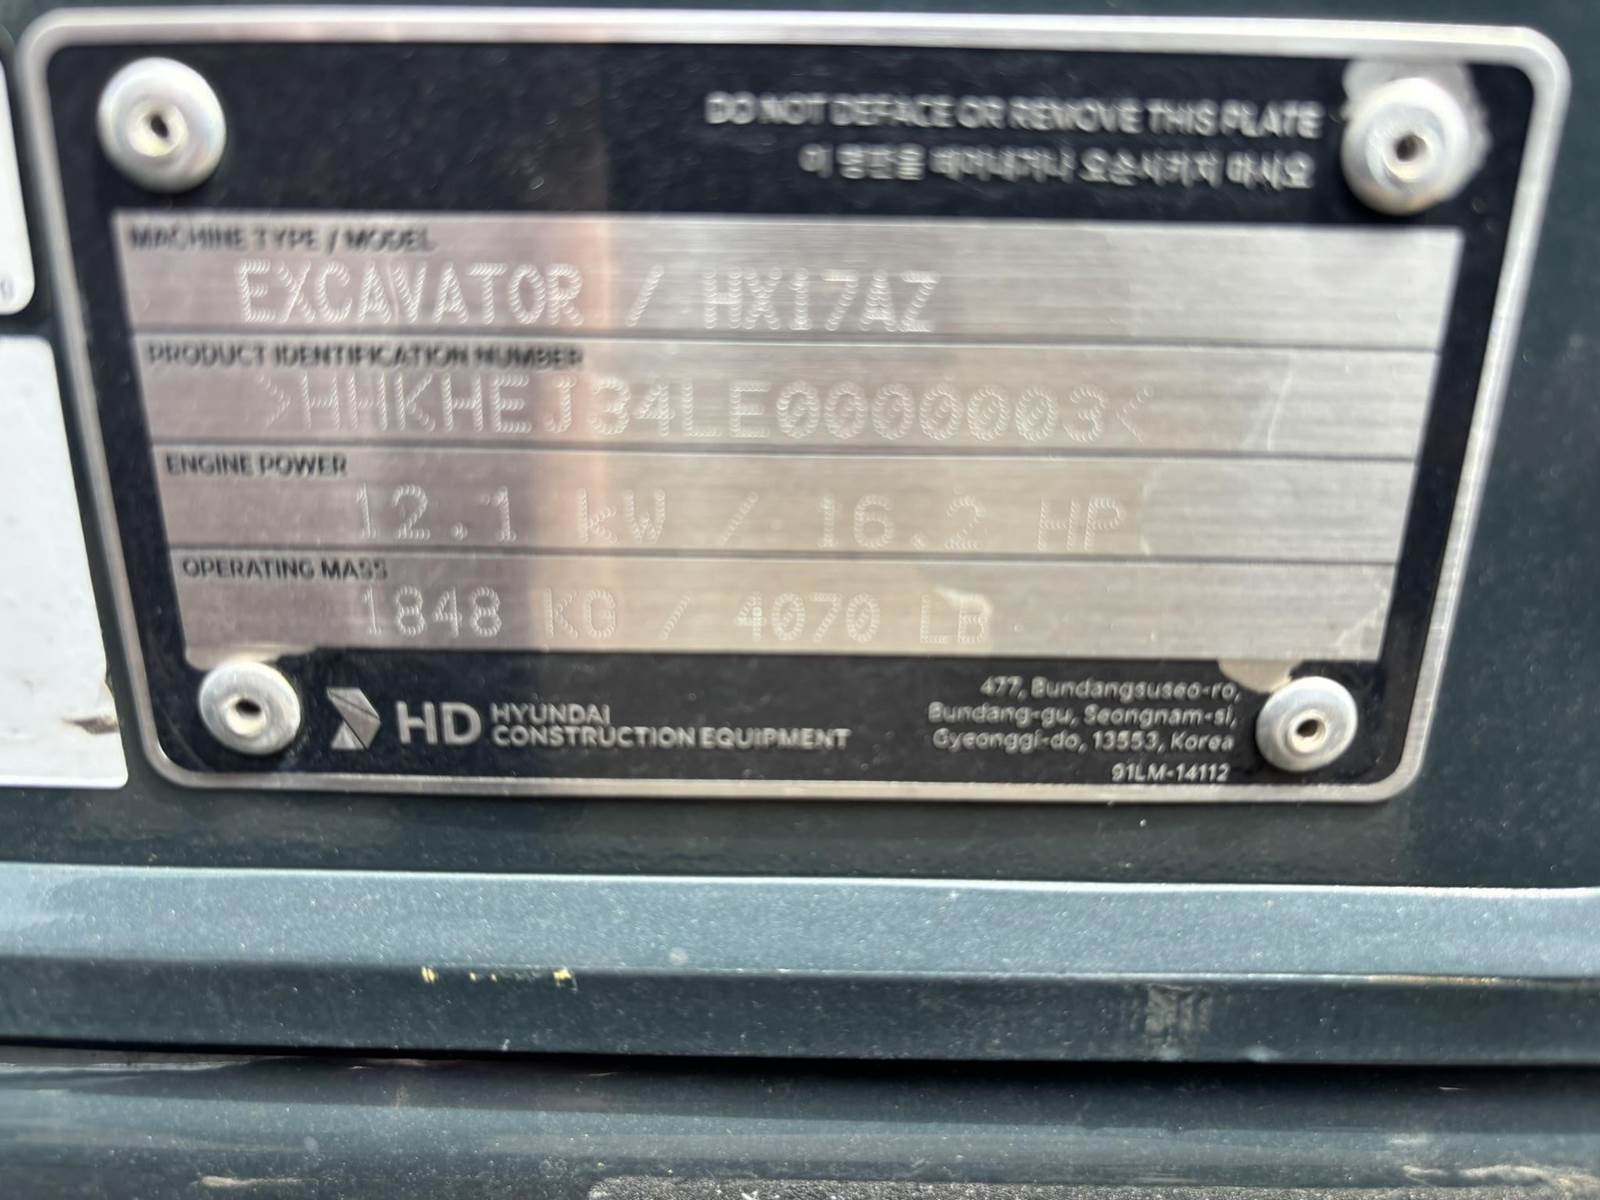 DO NOT DEFACE OR REMOVE THIS PLATE
이 명판을 떼어내거나 오손시키지 마시오
MACHINE TYPE / MODEL
EXCAVATOR / HX17AZ
PRODUCT IDENTIFICATION NUMBER
>HHKHEJ34LE0000003<
ENGINE POWER
12.1 kW / 16.2 HP
OPERATING MASS
1848 KG / 4070 LB
HD HYUNDAI
CONSTRUCTION EQUIPMENT
477, Bundangsuseo-ro,
Bundang-gu, Seongnam-si,
Gyeonggi-do, 13553, Korea
91LM-14112